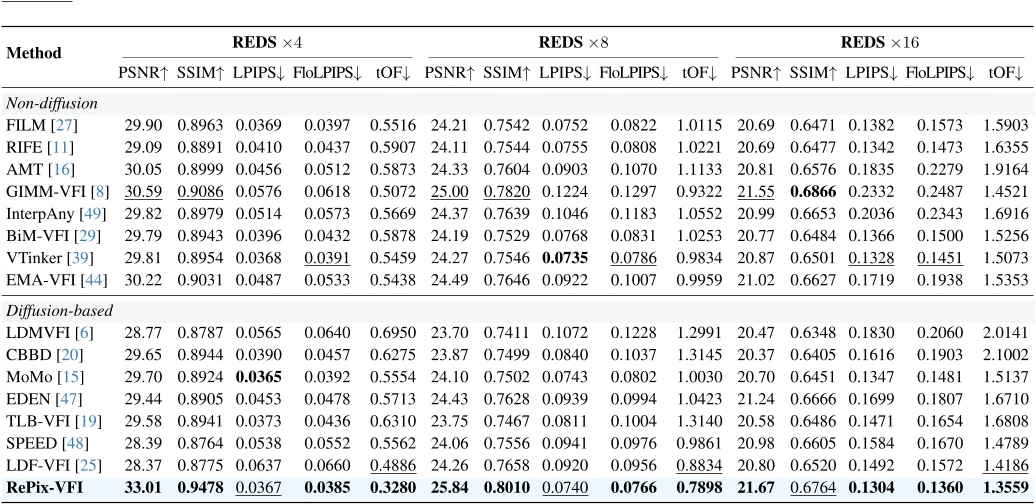 Method REDS ×4 REDS ×8 REDS ×16
PSNR↑ SSIM↑ LPIPS↓ FloLPIPS↓ tOF↓ PSNR↑ SSIM↑ LPIPS↓ FloLPIPS↓ tOF↓ PSNR↑ SSIM↑ LPIPS↓ FloLPIPS↓ tOF↓
Non-diffusion
FILM [27] 29.90 0.8963 0.0369 0.0397 0.5516 24.21 0.7542 0.0752 0.0822 1.0115 20.69 0.6471 0.1382 0.1573 1.5903
RIFE [11] 29.09 0.8891 0.0410 0.0437 0.5907 24.11 0.7544 0.0755 0.0808 1.0221 20.69 0.6477 0.1342 0.1473 1.6355
AMT [16] 30.05 0.8999 0.0456 0.0512 0.5873 24.33 0.7604 0.0903 0.1070 1.1133 20.81 0.6576 0.1835 0.2279 1.9164
GIMM-VFI [8] 30.59 0.9086 0.0576 0.0618 0.5072 25.00 0.7820 0.1224 0.1297 0.9322 21.55 0.6866 0.2332 0.2487 1.4521
InterpAny [49] 29.82 0.8979 0.0514 0.0573 0.5669 24.37 0.7639 0.1046 0.1183 1.0552 20.99 0.6653 0.2036 0.2343 1.6916
BiM-VFI [29] 29.79 0.8943 0.0396 0.0432 0.5878 24.19 0.7529 0.0768 0.0831 1.0253 20.77 0.6484 0.1366 0.1500 1.5256
VTinker [39] 29.81 0.8954 0.0368 0.0391 0.5459 24.27 0.7546 0.0735 0.0786 0.9834 20.87 0.6501 0.1328 0.1451 1.5073
EMA-VFI [44] 30.22 0.9031 0.0487 0.0533 0.5438 24.49 0.7646 0.0922 0.1007 0.9959 21.02 0.6627 0.1719 0.1938 1.5353
Diffusion-based
LDMVFI [6] 28.77 0.8787 0.0565 0.0640 0.6950 23.70 0.7411 0.1072 0.1228 1.2991 20.47 0.6348 0.1830 0.2060 2.0141
CBBD [20] 29.65 0.8944 0.0390 0.0457 0.6275 23.87 0.7499 0.0840 0.1037 1.3145 20.37 0.6405 0.1616 0.1903 2.1002
MoMo [15] 29.70 0.8924 0.0365 0.0392 0.5554 24.10 0.7502 0.0743 0.0802 1.0030 20.70 0.6451 0.1347 0.1481 1.5137
EDEN [47] 29.44 0.8905 0.0453 0.0478 0.5713 24.43 0.7628 0.0939 0.0994 1.0423 21.24 0.6666 0.1699 0.1807 1.6710
TLB-VFI [19] 29.58 0.8941 0.0373 0.0436 0.6310 23.75 0.7467 0.0811 0.1004 1.3140 20.58 0.6486 0.1471 0.1654 1.6808
SPEED [48] 28.39 0.8764 0.0538 0.0552 0.5562 24.06 0.7556 0.0941 0.0976 0.9861 20.98 0.6605 0.1584 0.1670 1.4789
LDF-VFI [25] 28.37 0.8775 0.0637 0.0660 0.4886 24.26 0.7658 0.0920 0.0956 0.8834 20.80 0.6520 0.1492 0.1572 1.4186
RePix-VFI 33.01 0.9478 0.0367 0.0385 0.3280 25.84 0.8010 0.0740 0.0766 0.7898 21.67 0.6764 0.1304 0.1360 1.3559